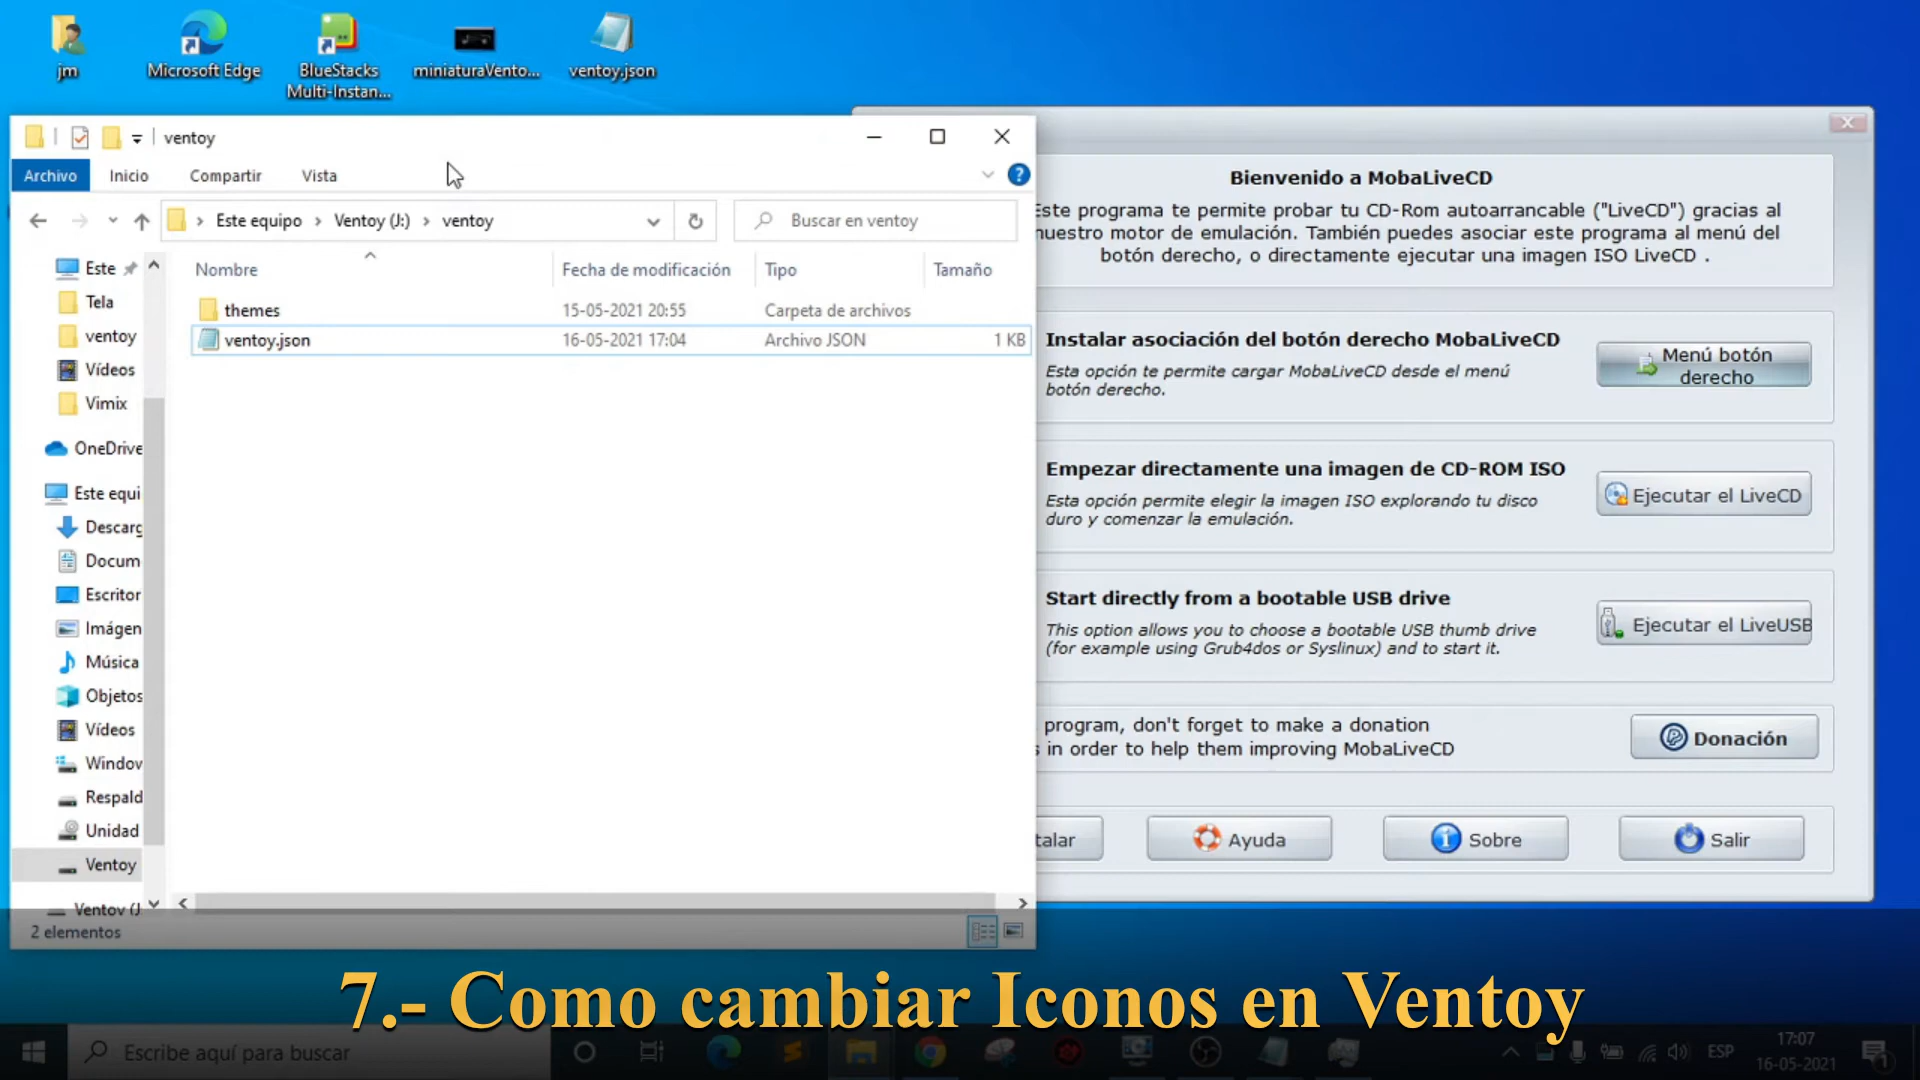 jm
Microsoft Edge
BlueStacks
Multi-Instan...
miniaturaVento...
ventoy.json
ventoy
Archivo
Inicio
Compartir
Vista
Este equipo
Ventoy (J:)
ventoy
Buscar en ventoy
Nombre
Fecha de modificación
Tipo
Tamaño
themes
15-05-2021 20:55
Carpeta de archivos
ventoy.json
16-05-2021 17:04
Archivo JSON
1 KB
Este
Tela
ventoy
Vídeos
Vimix
OneDrive
Este equi
Descarg
Docum
Escritor
Imágen
Música
Objetos
Vídeos
Window
Respald
Unidad
Ventoy
Ventoy (J
2 elementos
Bienvenido a MobaLiveCD
Este programa te permite probar tu CD-Rom autoarrancable ("LiveCD") gracias al
nuestro motor de emulación. También puedes asociar este programa al menú del
botón derecho, o directamente ejecutar una imagen ISO LiveCD .
Instalar asociación del botón derecho MobaLiveCD
Esta opción te permite cargar MobaLiveCD desde el menú
botón derecho.
Menú botón
derecho
Empezar directamente una imagen de CD-ROM ISO
Esta opción permite elegir la imagen ISO explorando tu disco
duro y comenzar la emulación.
Ejecutar el LiveCD
Start directly from a bootable USB drive
This option allows you to choose a bootable USB thumb drive
(for example using Grub4dos or Syslinux) and to start it.
Ejecutar el LiveUSB
program, don't forget to make a donation
s in order to help them improving MobaLiveCD
Donación
talar
Ayuda
Sobre
Salir
7.- Como cambiar Iconos en Ventoy
Escribe aquí para buscar
ESP
17:07
16-05-2021
1